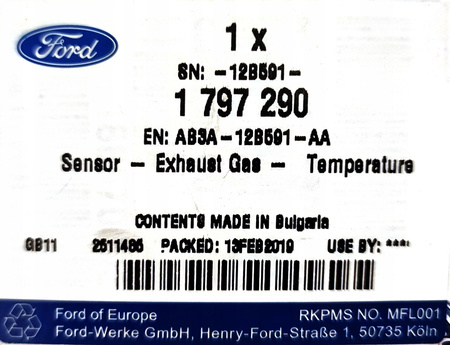 Ford
1 x
SN: -12B591-
1 797 290
EN: AB3A-12B591-AA
Sensor - Exhaust Gas - Temperature
CONTENTS MADE IN Bulgaria
GB11 2511485 PACKED: 13FEB2019 USE BY: ****
Ford of Europe RKPMS NO. MFL001
Ford-Werke GmbH, Henry-Ford-Straße 1, 50735 Köln